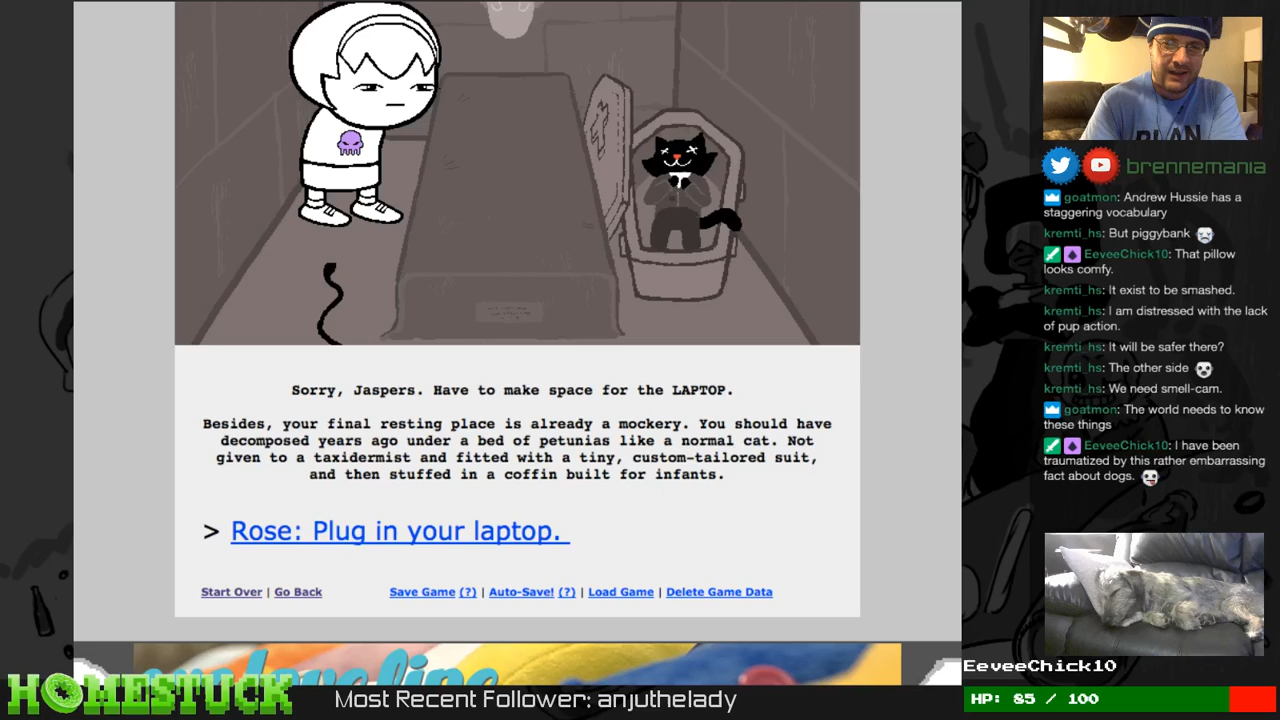 Sorry, Jaspers. Have to make space for the LAPTOP.
Besides, your final resting place is already a mockery. You should have
decomposed years ago under a bed of petunias like a normal cat. Not
given to a taxidermist and fitted with a tiny, custom-tailored suit,
and then stuffed in a coffin built for infants.
> Rose: Plug in your laptop.
Start Over | Go Back
Save Game (?) | Auto-Save! (?) | Load Game | Delete Game Data
HOMESTUCK
Most Recent Follower: anjuthelady
PLAN
brennemania
goatmon: Andrew Hussie has a
staggering vocabulary
kremti_hs: But piggybank
EeveeChick10: That pillow
looks comfy.
kremti_hs: It exist to be smashed.
kremti_hs: I am distressed with the lack
of pup action.
kremti_hs: It will be safer there?
kremti_hs: The other side
kremti_hs: We need smell-cam.
goatmon: The world needs to know
these things
EeveeChick10: I have been
traumatized by this rather embarrassing
fact about dogs.
EeveeChick10
HP: 85 / 100